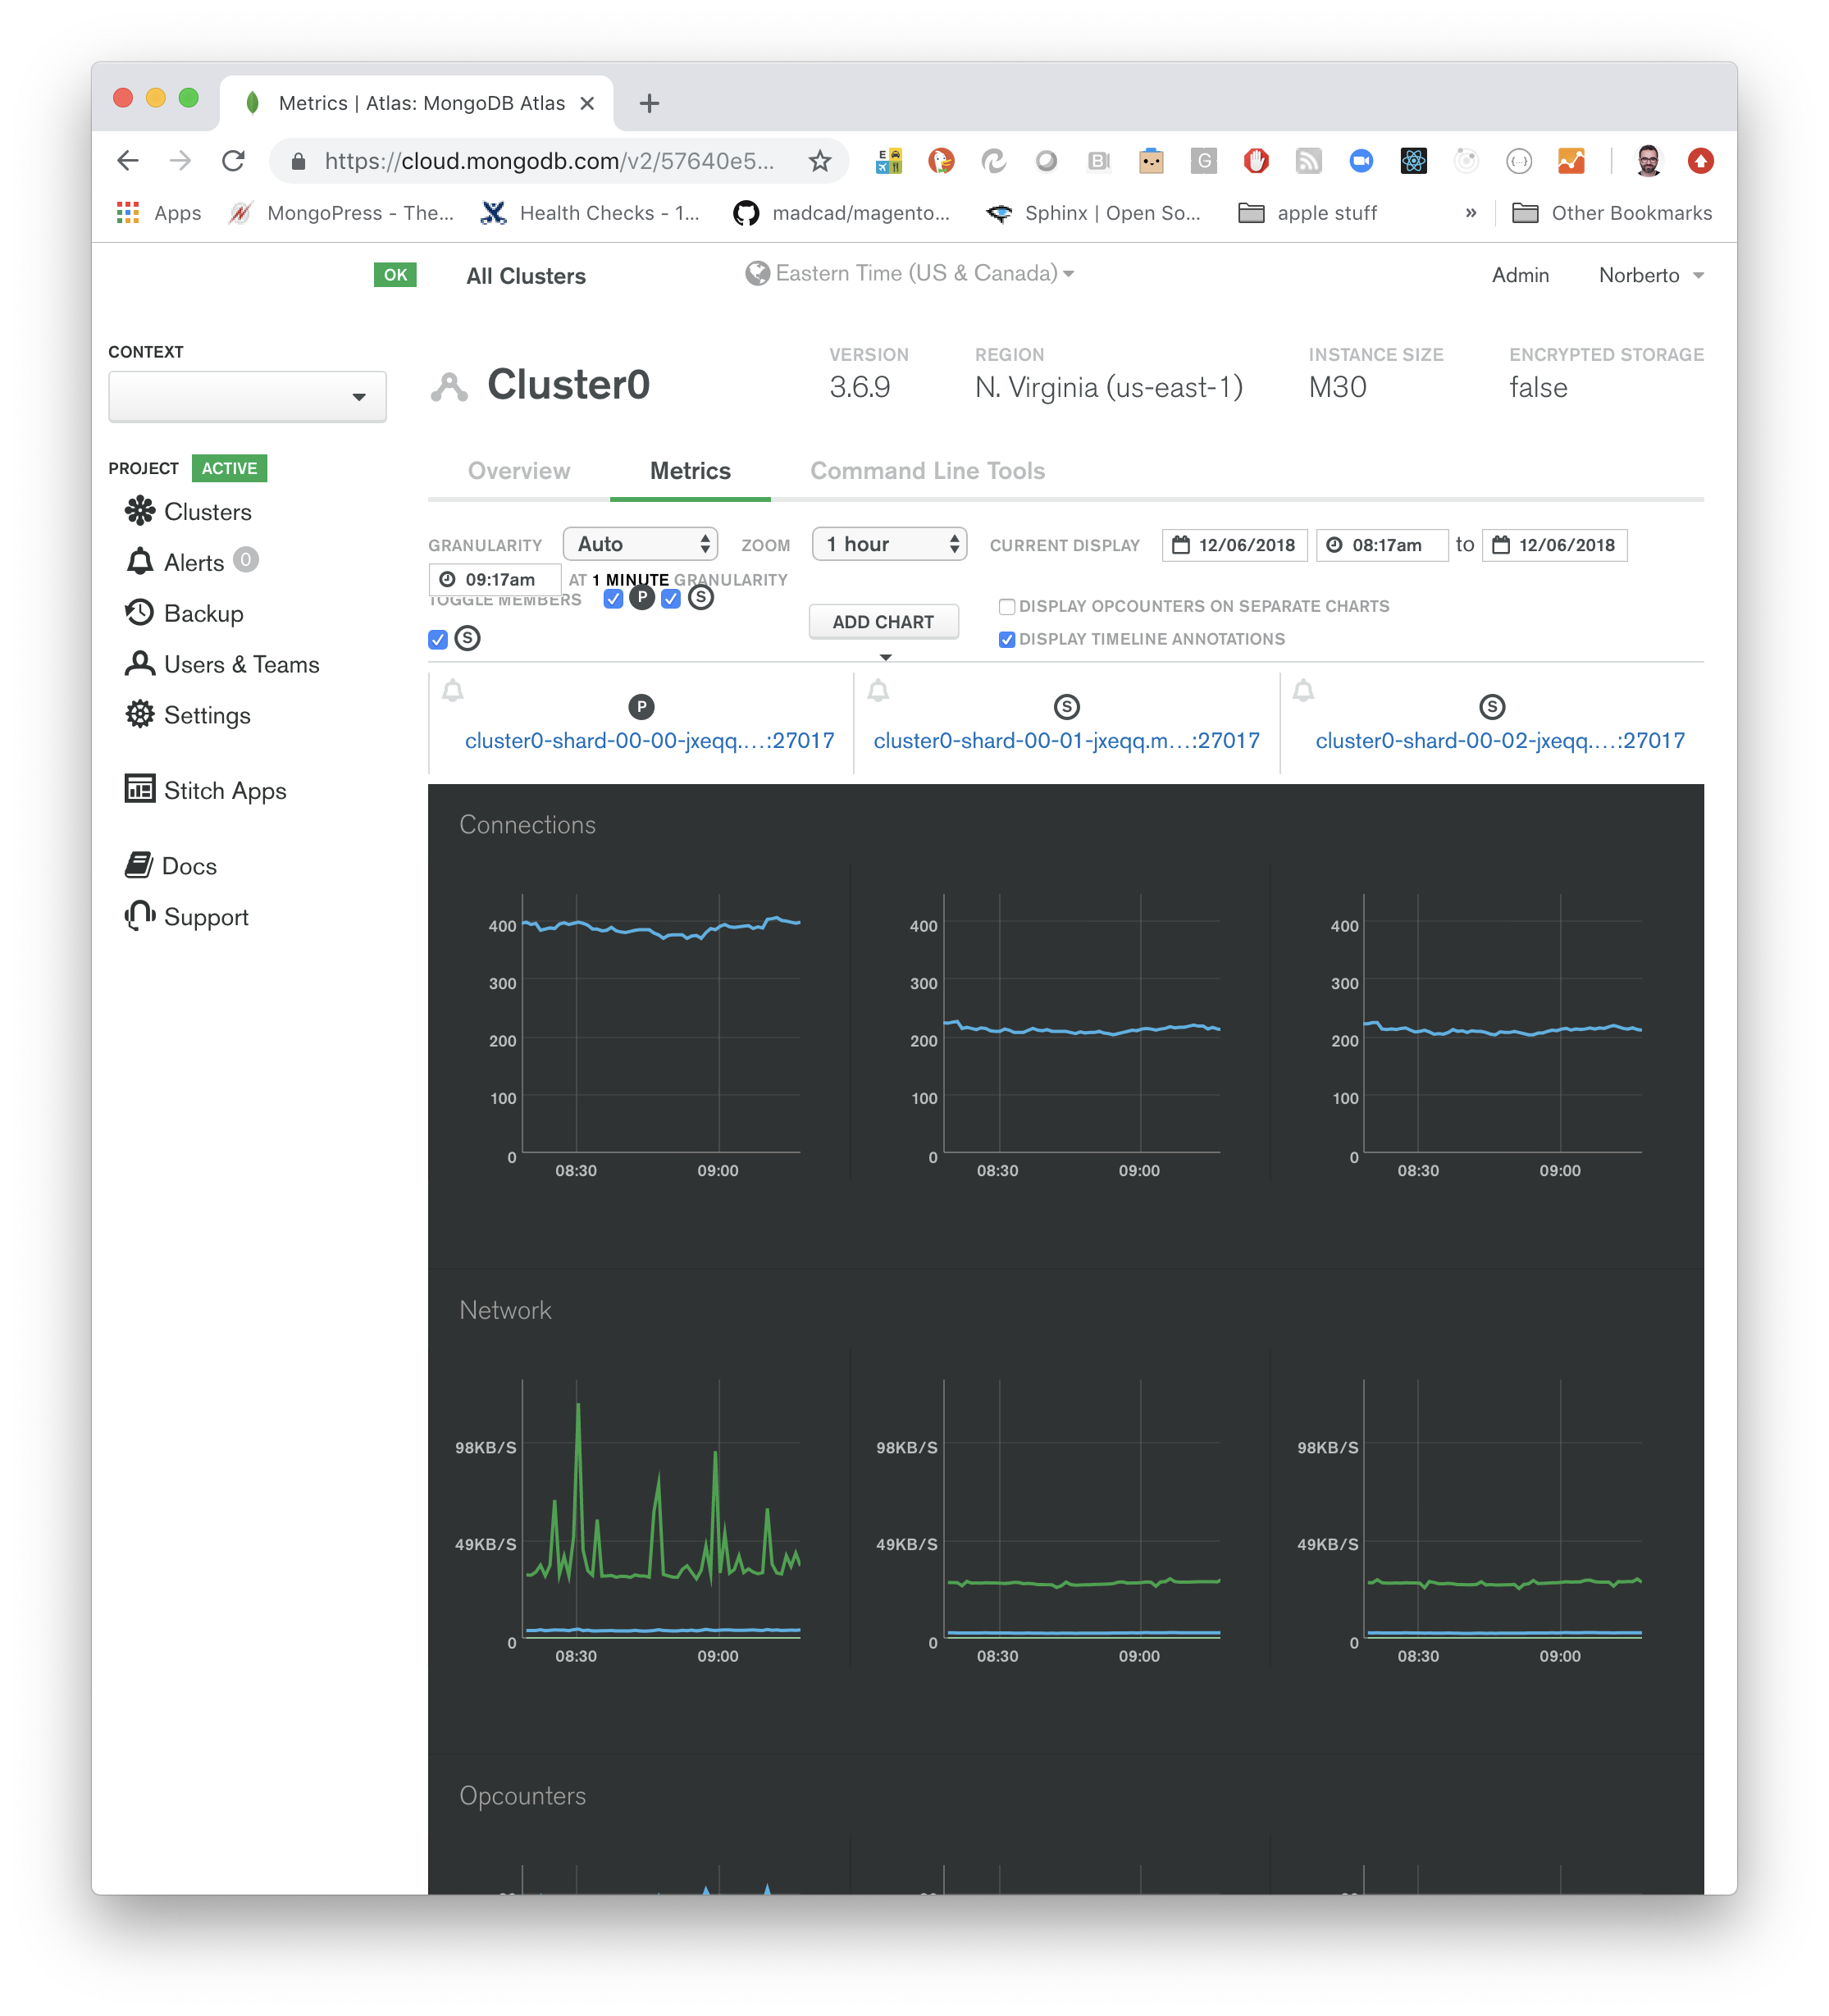 Metrics | Atlas: MongoDB Atlas
https://cloud.mongodb.com/v2/57640e5...
Apps
MongoPress - The...
Health Checks - 1...
madcad/magento...
Sphinx | Open So...
apple stuff
»
Other Bookmarks
OK
All Clusters
Eastern Time (US & Canada)
Admin
Norberto
CONTEXT
PROJECT ACTIVE
Clusters
Alerts 0
Backup
Users & Teams
Settings
Stitch Apps
Docs
Support
Cluster0
VERSION
3.6.9
REGION
N. Virginia (us-east-1)
INSTANCE SIZE
M30
ENCRYPTED STORAGE
false
Overview Metrics Command Line Tools
GRANULARITY Auto ZOOM 1 hour CURRENT DISPLAY 12/06/2018 08:17am to 12/06/2018
09:17am AT 1 MINUTE GRANULARITY
TOGGLE MEMBERS P S
S
ADD CHART
DISPLAY OPCOUNTERS ON SEPARATE CHARTS
DISPLAY TIMELINE ANNOTATIONS
P
cluster0-shard-00-00-jxeqq....:27017
S
cluster0-shard-00-01-jxeqq.m...:27017
S
cluster0-shard-00-02-jxeqq....:27017
Connections
400
300
200
100
0
08:30 09:00
400
300
200
100
0
08:30 09:00
400
300
200
100
0
08:30 09:00
Network
98KB/S
49KB/S
0
08:30 09:00
98KB/S
49KB/S
0
08:30 09:00
98KB/S
49KB/S
0
08:30 09:00
Opcounters